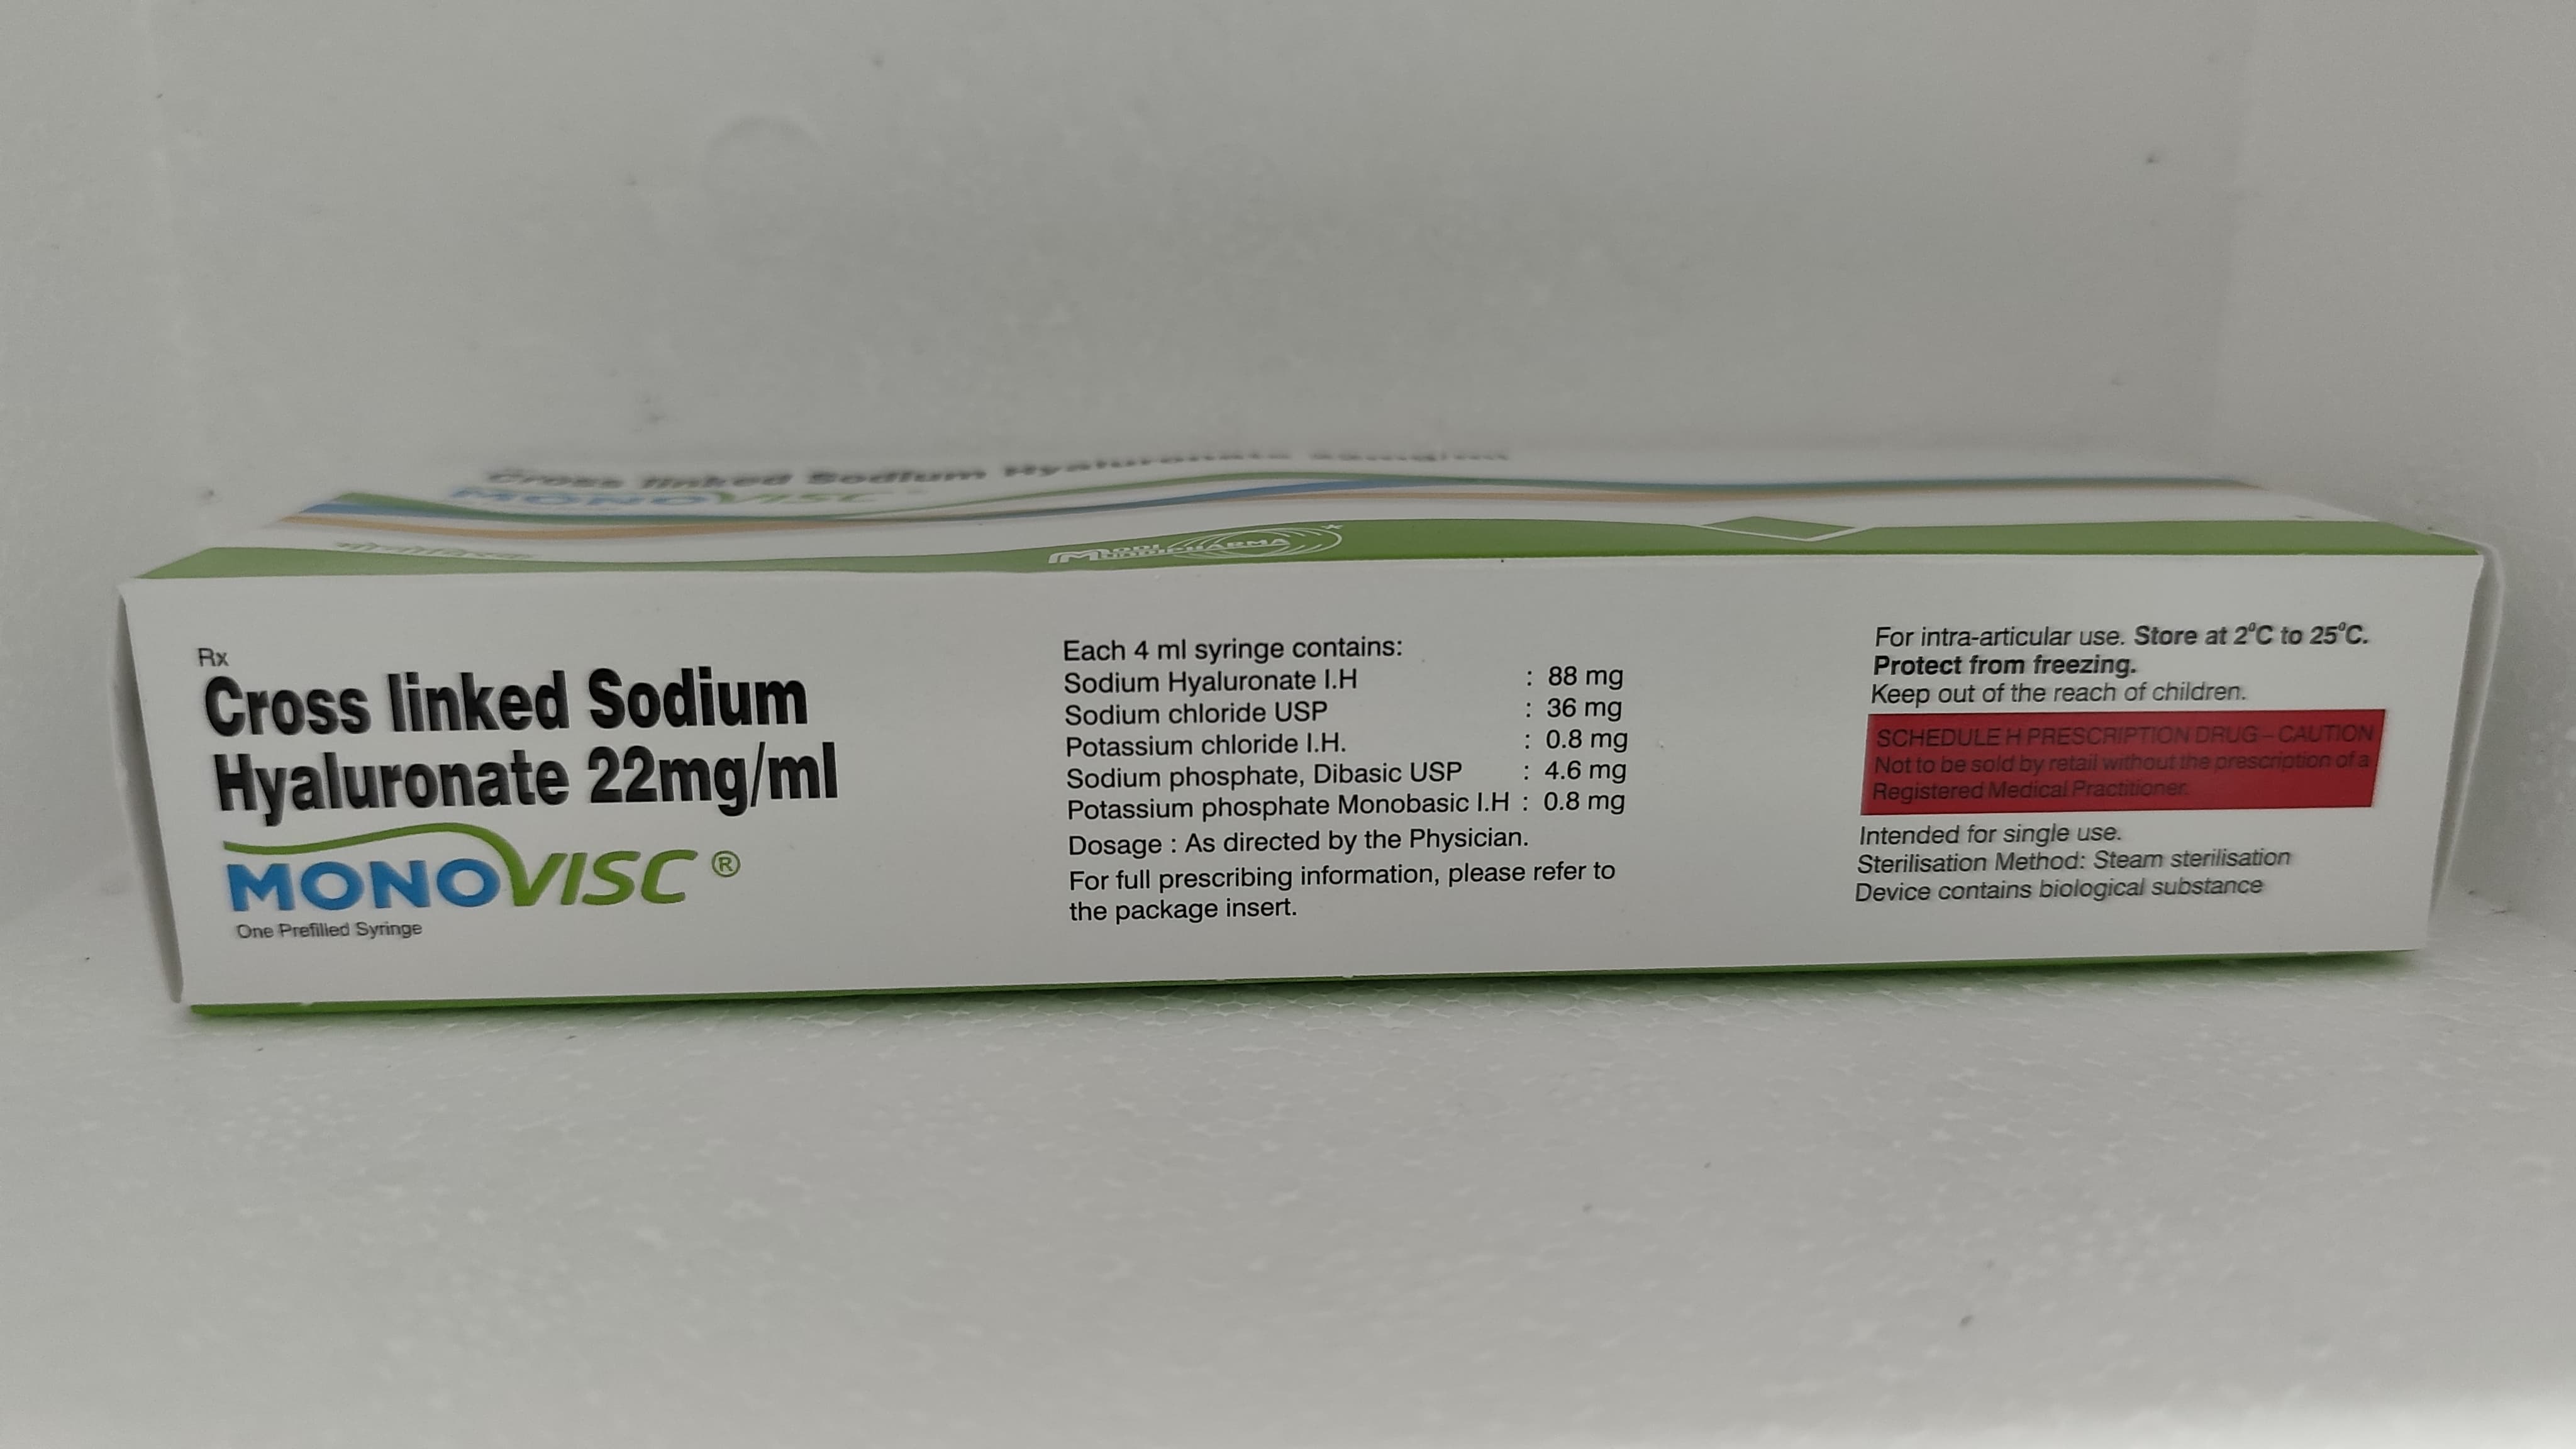 Cross linked Sodium Hyaluronate 22mg/ml
MONOVISC
MODI
MUNDIPHARMA
Rx
Cross linked Sodium
Hyaluronate 22mg/ml
MONOVISC ®
One Prefilled Syringe
Each 4 ml syringe contains:
Sodium Hyaluronate I.H : 88 mg
Sodium chloride USP : 36 mg
Potassium chloride I.H. : 0.8 mg
Sodium phosphate, Dibasic USP : 4.6 mg
Potassium phosphate Monobasic I.H : 0.8 mg
Dosage : As directed by the Physician.
For full prescribing information, please refer to
the package insert.
For intra-articular use. Store at 2°C to 25°C.
Protect from freezing.
Keep out of the reach of children.
SCHEDULE H PRESCRIPTION DRUG – CAUTION
Not to be sold by retail without the prescription of a
Registered Medical Practitioner.
Intended for single use.
Sterilisation Method: Steam sterilisation
Device contains biological substance